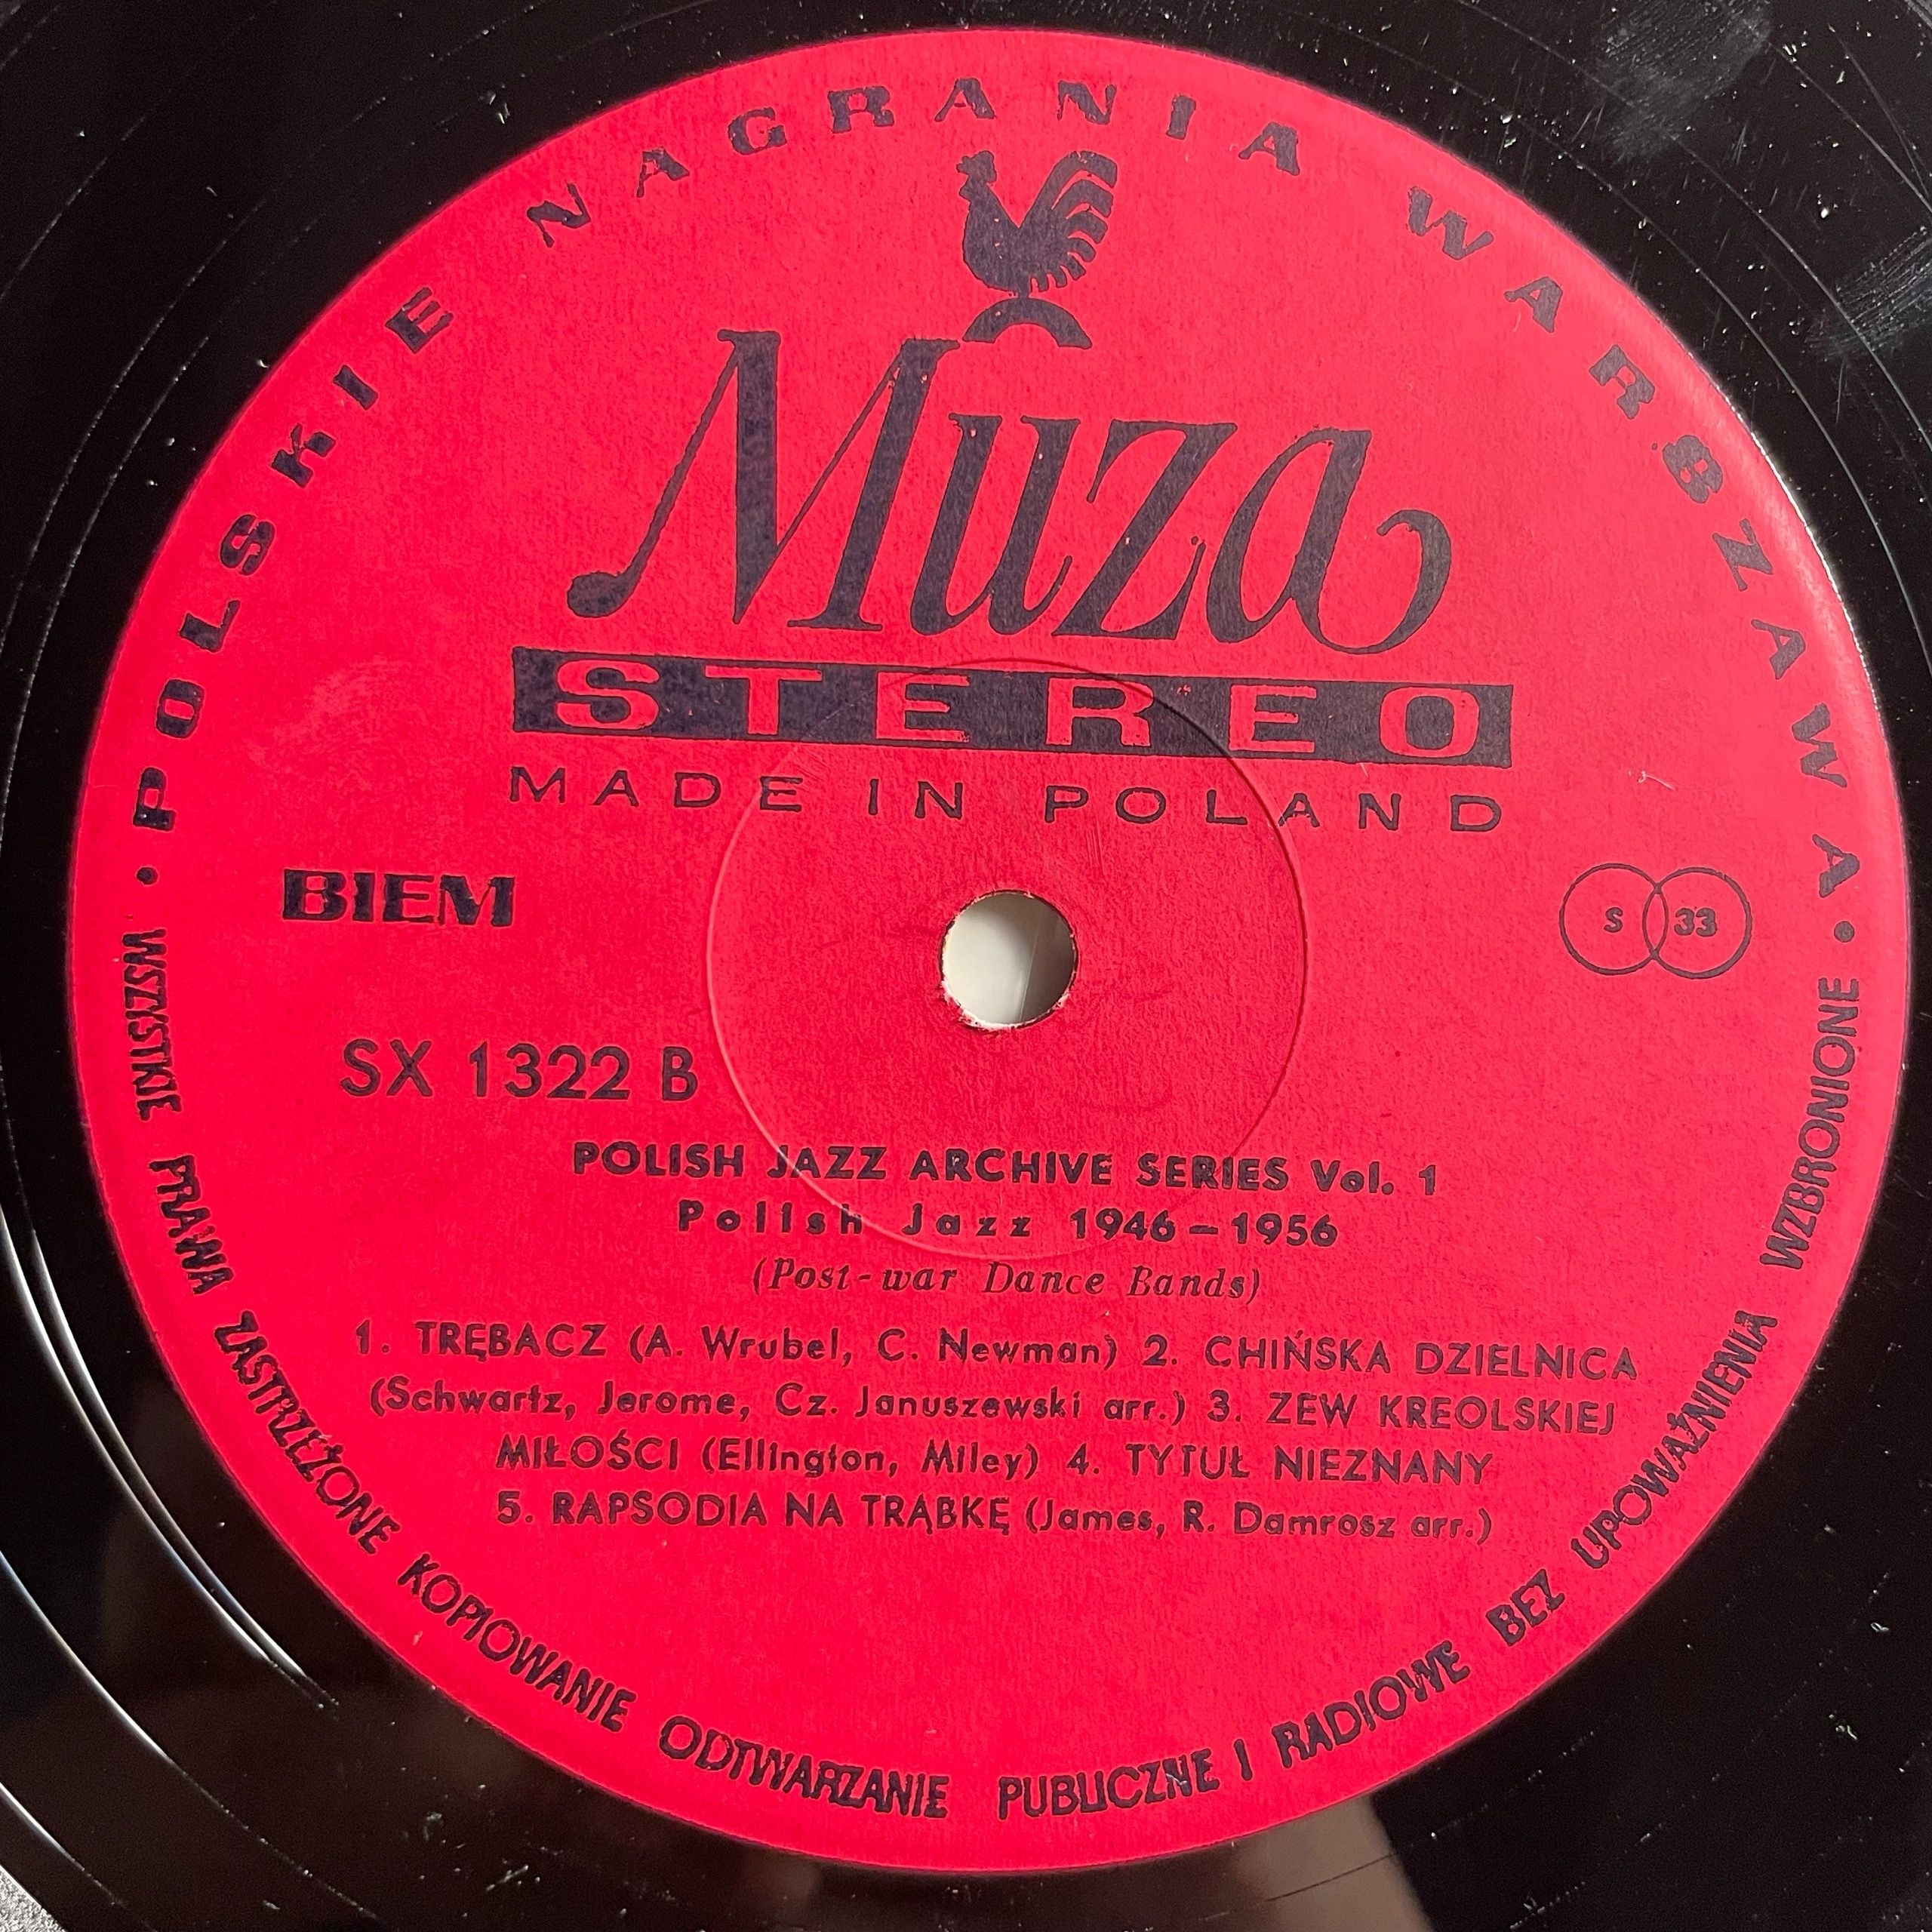 POLSKIE NAGRANIA WARSZAWA
Muza
STEREO
MADE IN POLAND
BIEM
S 33
SX 1322 B
POLISH JAZZ ARCHIVE SERIES Vol. 1
Polish Jazz 1946 – 1956
(Post-war Dance Bands)
1. TRĘBACZ (A. Wrubel, C. Newman) 2. CHIŃSKA DZIELNICA
(Schwartz, Jerome, Cz. Januszewski arr.) 3. ZEW KREOLSKIEJ
MIŁOŚCI (Ellington, Miley) 4. TYTUŁ NIEZNANY
5. RAPSODIA NA TRĄBKĘ (James, R. Damrosz arr.)
• WSZYSTKIE PRAWA ZASTRZEŻONE KOPIOWANIE ODTWARZANIE PUBLICZNE I RADIOWE BEZ UPOWAŻNIENIA WZBRONIONE •